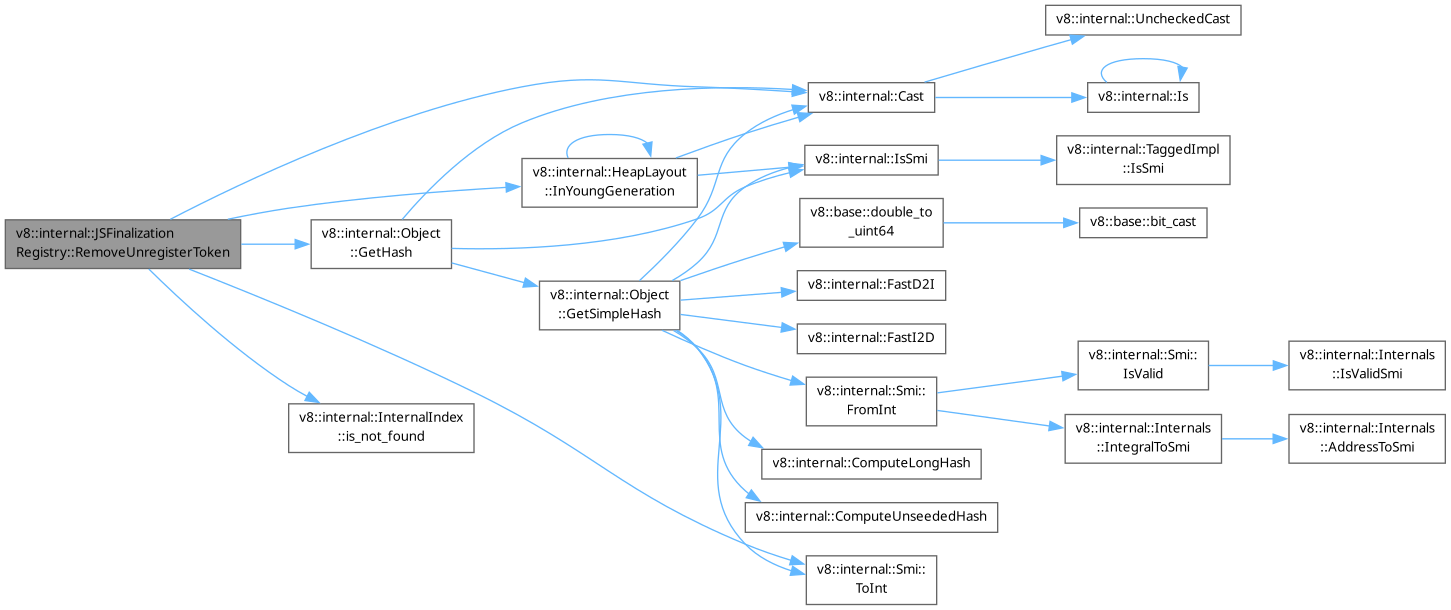 v8::internal::JSFinalization
Registry::RemoveUnregisterToken
v8::internal::Object
::GetHash
v8::internal::InternalIndex
::is_not_found
v8::internal::HeapLayout
::InYoungGeneration
v8::internal::Object
::GetSimpleHash
v8::internal::Cast
v8::internal::IsSmi
v8::base::double_to
_uint64
v8::internal::FastD2I
v8::internal::FastI2D
v8::internal::Smi::
FromInt
v8::internal::ComputeLongHash
v8::internal::ComputeUnseededHash
v8::internal::Smi::
ToInt
v8::internal::UncheckedCast
v8::internal::Is
v8::internal::TaggedImpl
::IsSmi
v8::base::bit_cast
v8::internal::Smi::
IsValid
v8::internal::Internals
::IntegralToSmi
v8::internal::Internals
::IsValidSmi
v8::internal::Internals
::AddressToSmi